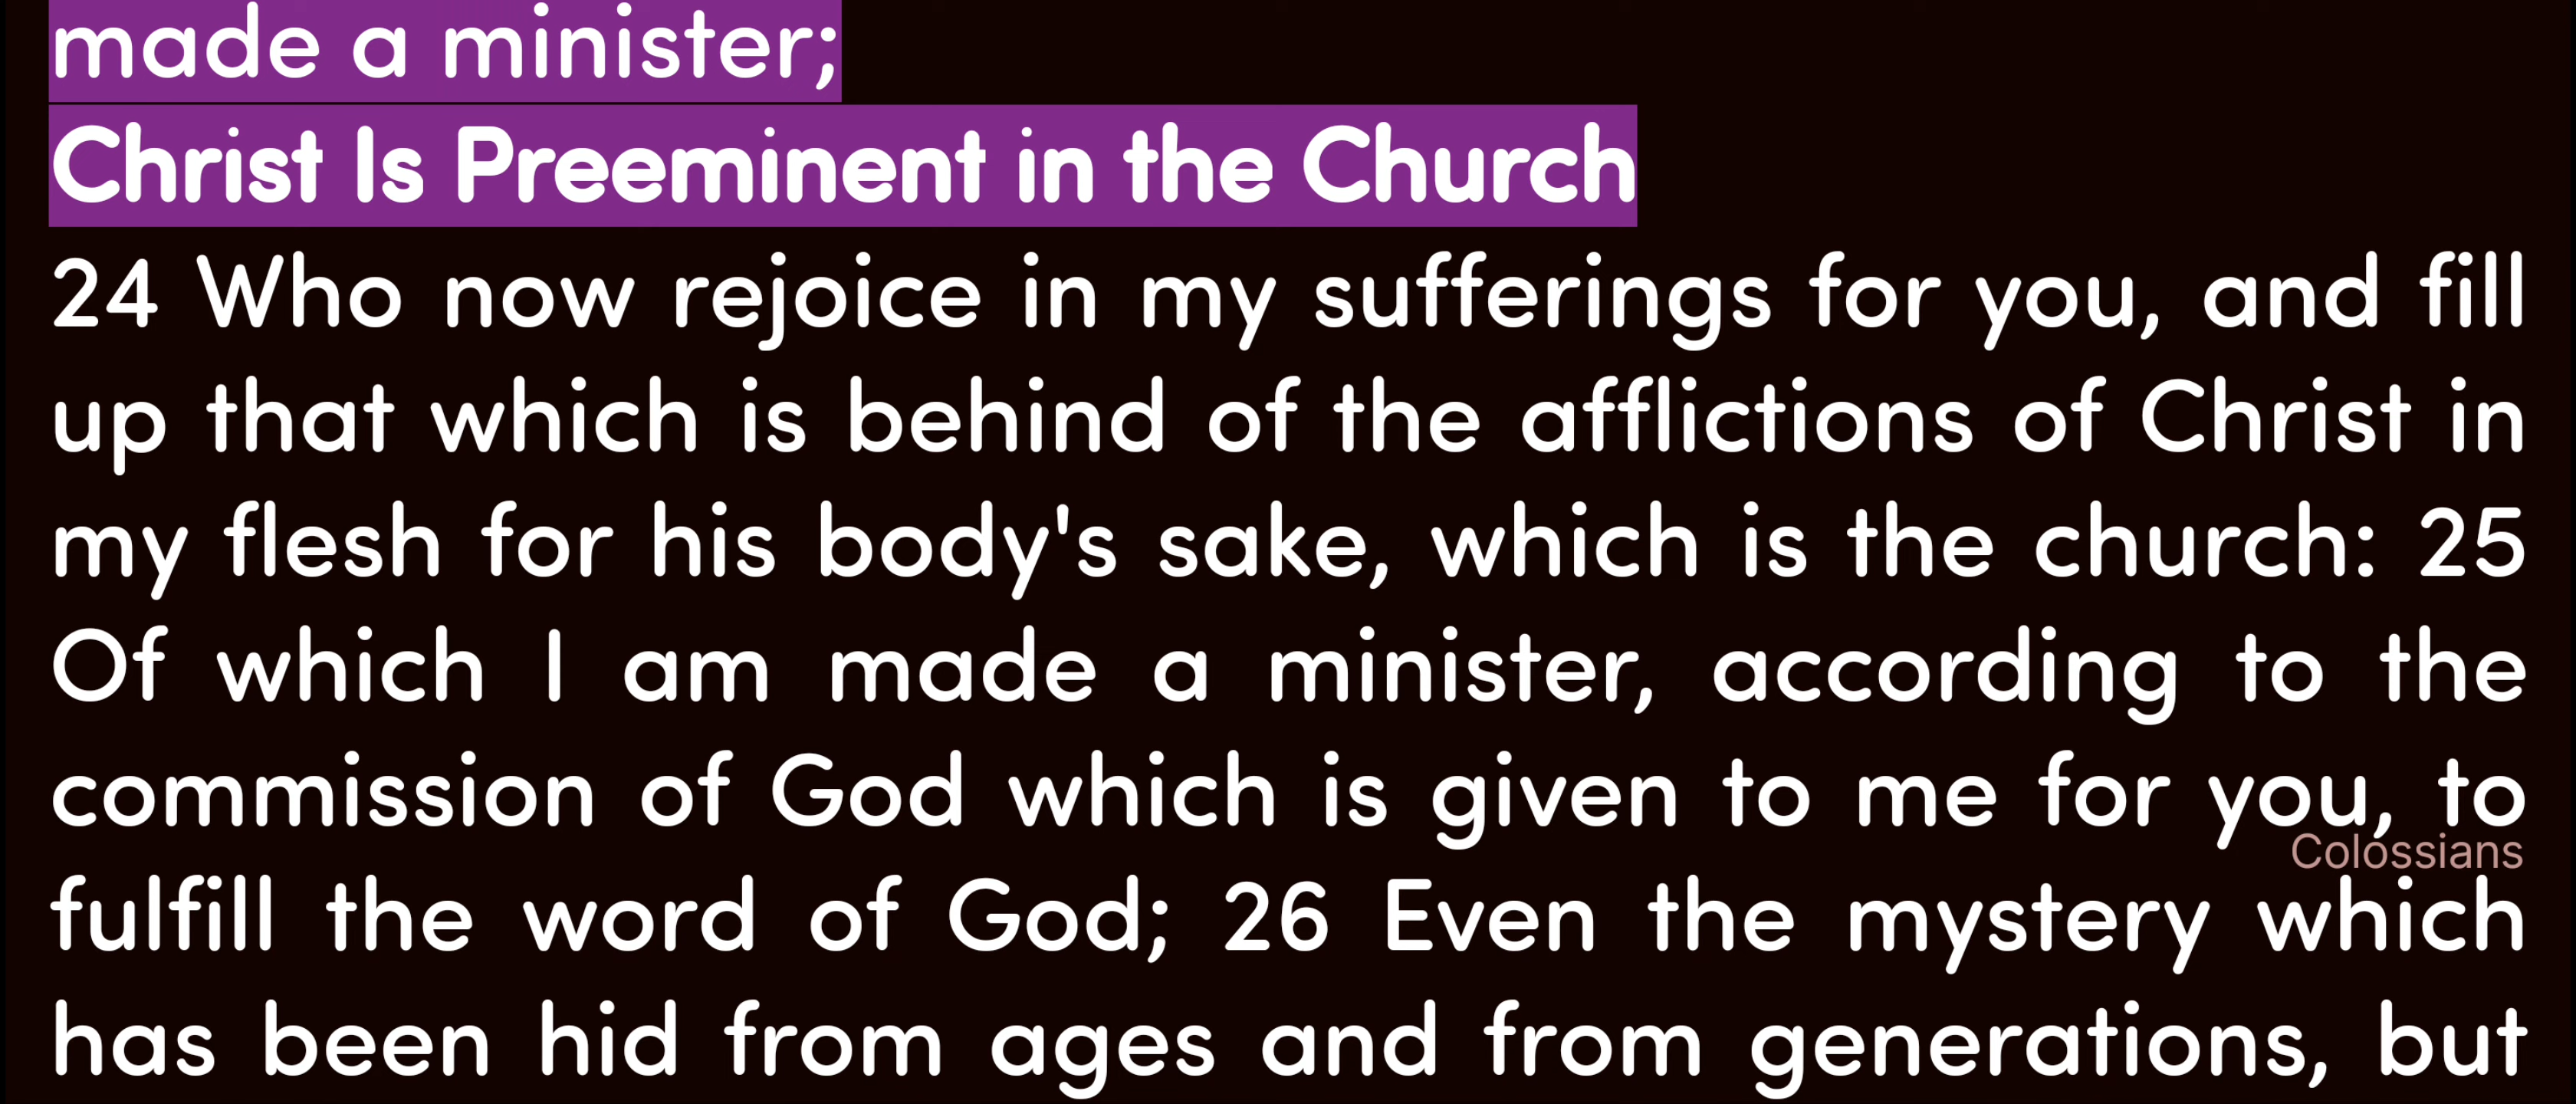 made a minister;
Christ Is Preeminent in the Church
24 Who now rejoice in my sufferings for you, and fill
up that which is behind of the afflictions of Christ in
my flesh for his body's sake, which is the church: 25
Of which I am made a minister, according to the
commission of God which is given to me for you, to
Colossians
fulfill the word of God; 26 Even the mystery which
has been hid from ages and from generations, but